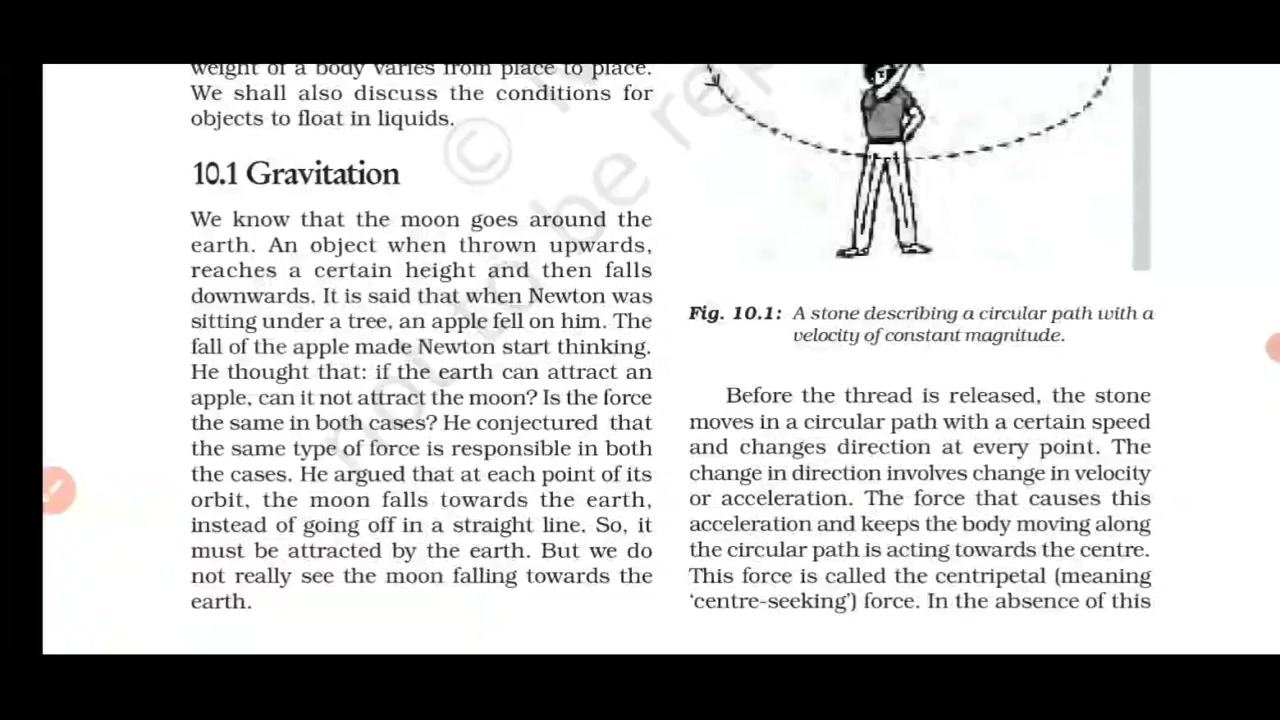 weight of a body varies from place to place.
We shall also discuss the conditions for
objects to float in liquids.
10.1 Gravitation
We know that the moon goes around the
earth. An object when thrown upwards,
reaches a certain height and then falls
downwards. It is said that when Newton was
sitting under a tree, an apple fell on him. The
fall of the apple made Newton start thinking.
He thought that: if the earth can attract an
apple, can it not attract the moon? Is the force
the same in both cases? He conjectured that
the same type of force is responsible in both
the cases. He argued that at each point of its
orbit, the moon falls towards the earth,
instead of going off in a straight line. So, it
must be attracted by the earth. But we do
not really see the moon falling towards the
earth.
Fig. 10.1: A stone describing a circular path with a
velocity of constant magnitude.
Before the thread is released, the stone
moves in a circular path with a certain speed
and changes direction at every point. The
change in direction involves change in velocity
or acceleration. The force that causes this
acceleration and keeps the body moving along
the circular path is acting towards the centre.
This force is called the centripetal (meaning
‘centre-seeking’) force. In the absence of this
©
not to be